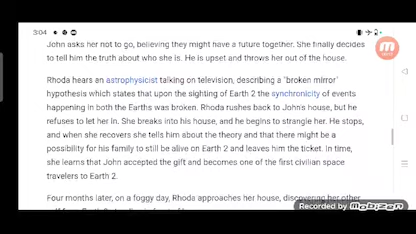 3:04
John asks her not to go, believing they might have a future together. She finally decides
to tell him the truth about who she is. He is upset and throws her out of the house.
Rhoda hears an astrophysicist talking on television, describing a "broken mirror"
hypothesis which states that upon the sighting of Earth 2 the synchronicity of events
happening in both the Earths was broken. Rhoda rushes back to John's house, but he
refuses to let her in. She breaks into his house, and he begins to strangle her. He stops,
and when she recovers she tells him about the theory and that there might be a
possibility for his family to still be alive on Earth 2 and leaves him the ticket. In time,
she learns that John accepted the gift and becomes one of the first civilian space
travelers to Earth 2.
Four months later, on a foggy day, Rhoda approaches her house, discovering her other
Recorded by
Mobizen